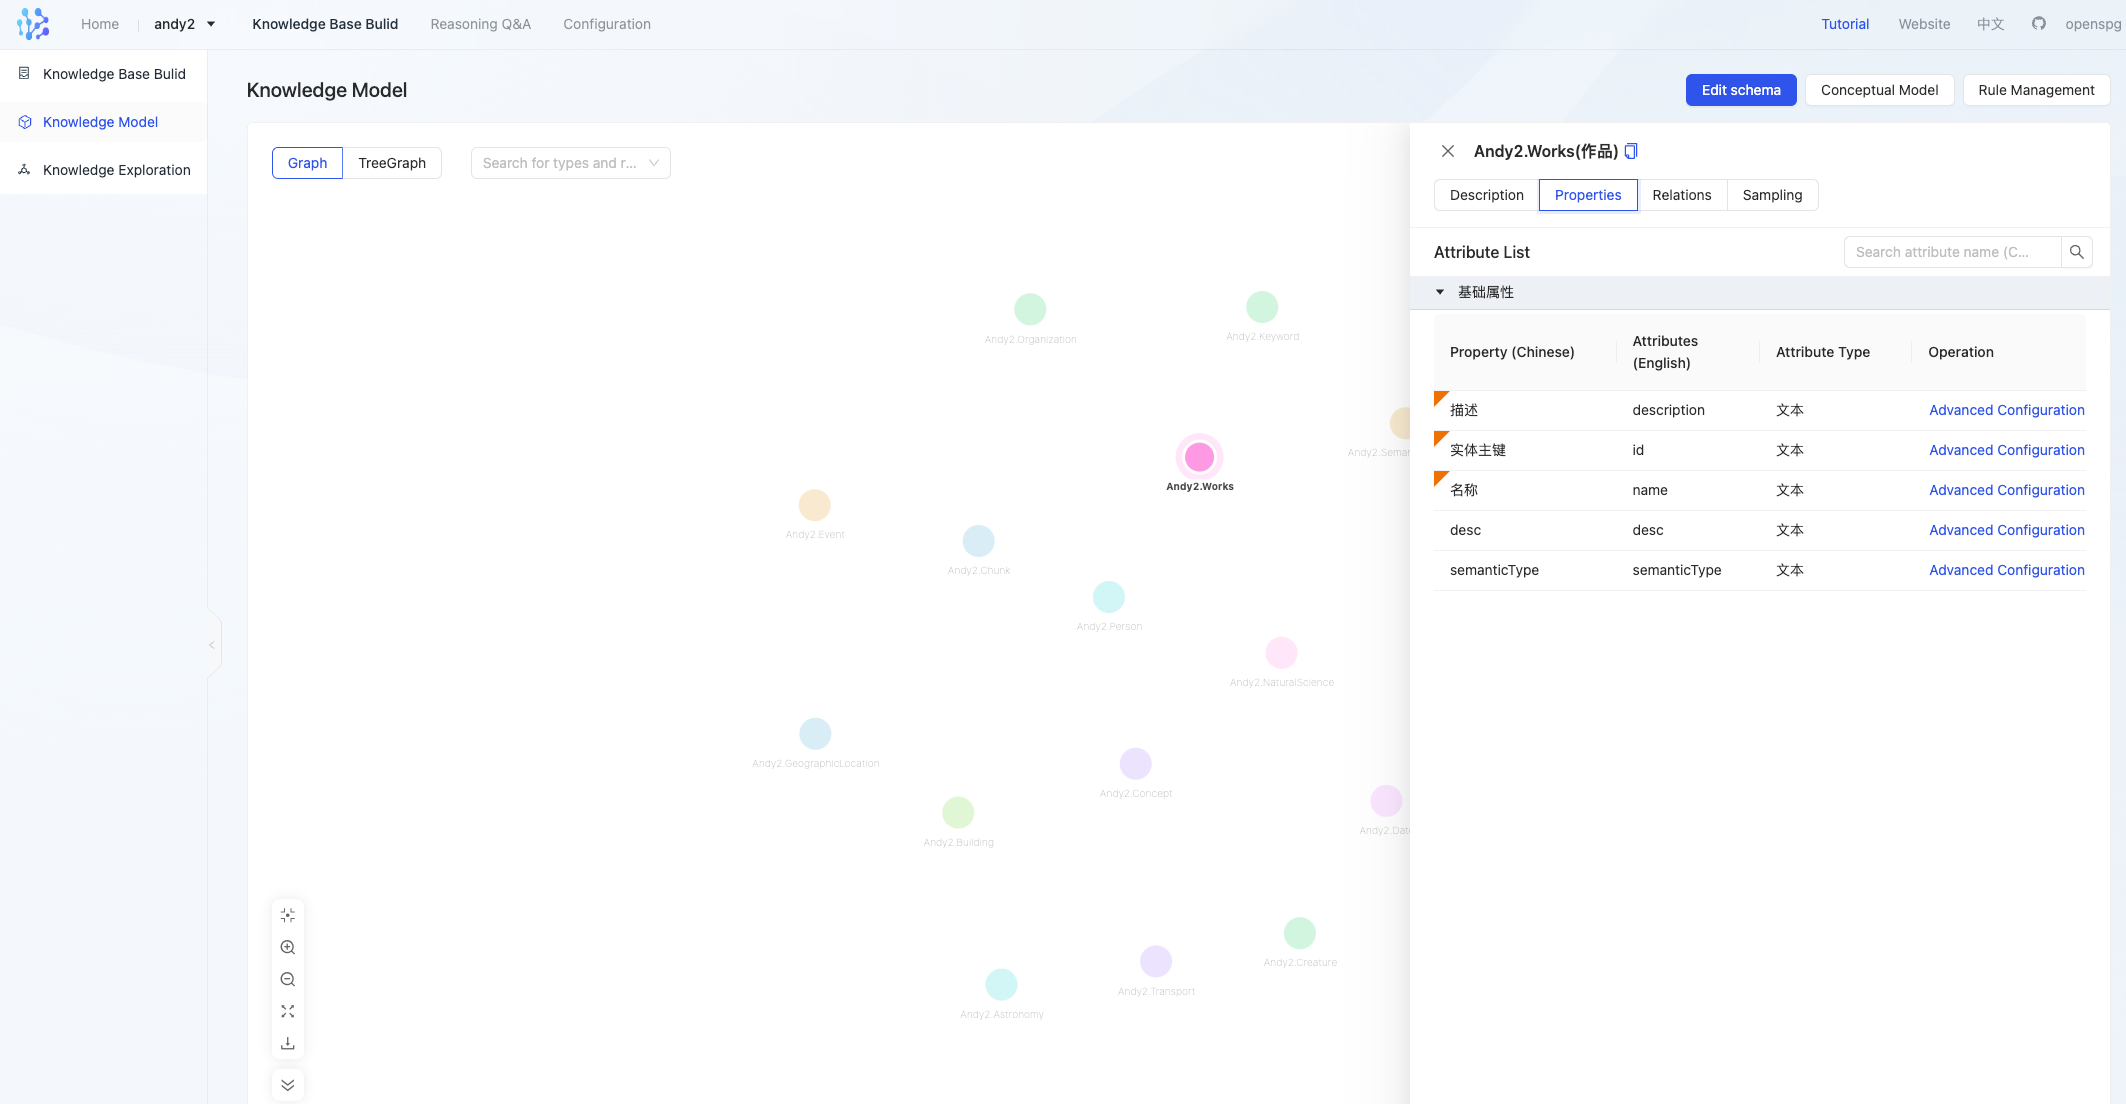 Home
andy2
Knowledge Base Bulid
Reasoning Q&A
Configuration
Tutorial
Website
中文
openspg
Knowledge Base Bulid
Knowledge Model
Knowledge Exploration
Knowledge Model
Edit schema
Conceptual Model
Rule Management
Graph
TreeGraph
Search for types and r...
Andy2.Organization
Andy2.Keyword
Andy2.Seman
Andy2.Works
Andy2.Event
Andy2.Chunk
Andy2.Person
Andy2.NaturalScience
Andy2.GeographicLocation
Andy2.Concept
Andy2.Date
Andy2.Building
Andy2.Creature
Andy2.Transport
Andy2.Astronomy
Andy2.Works(作品)
Description
Properties
Relations
Sampling
Attribute List
Search attribute name (C...
基础属性
Property (Chinese)
Attributes
(English)
Attribute Type
Operation
描述 description 文本 Advanced Configuration
实体主键 id 文本 Advanced Configuration
名称 name 文本 Advanced Configuration
desc desc 文本 Advanced Configuration
semanticType semanticType 文本 Advanced Configuration